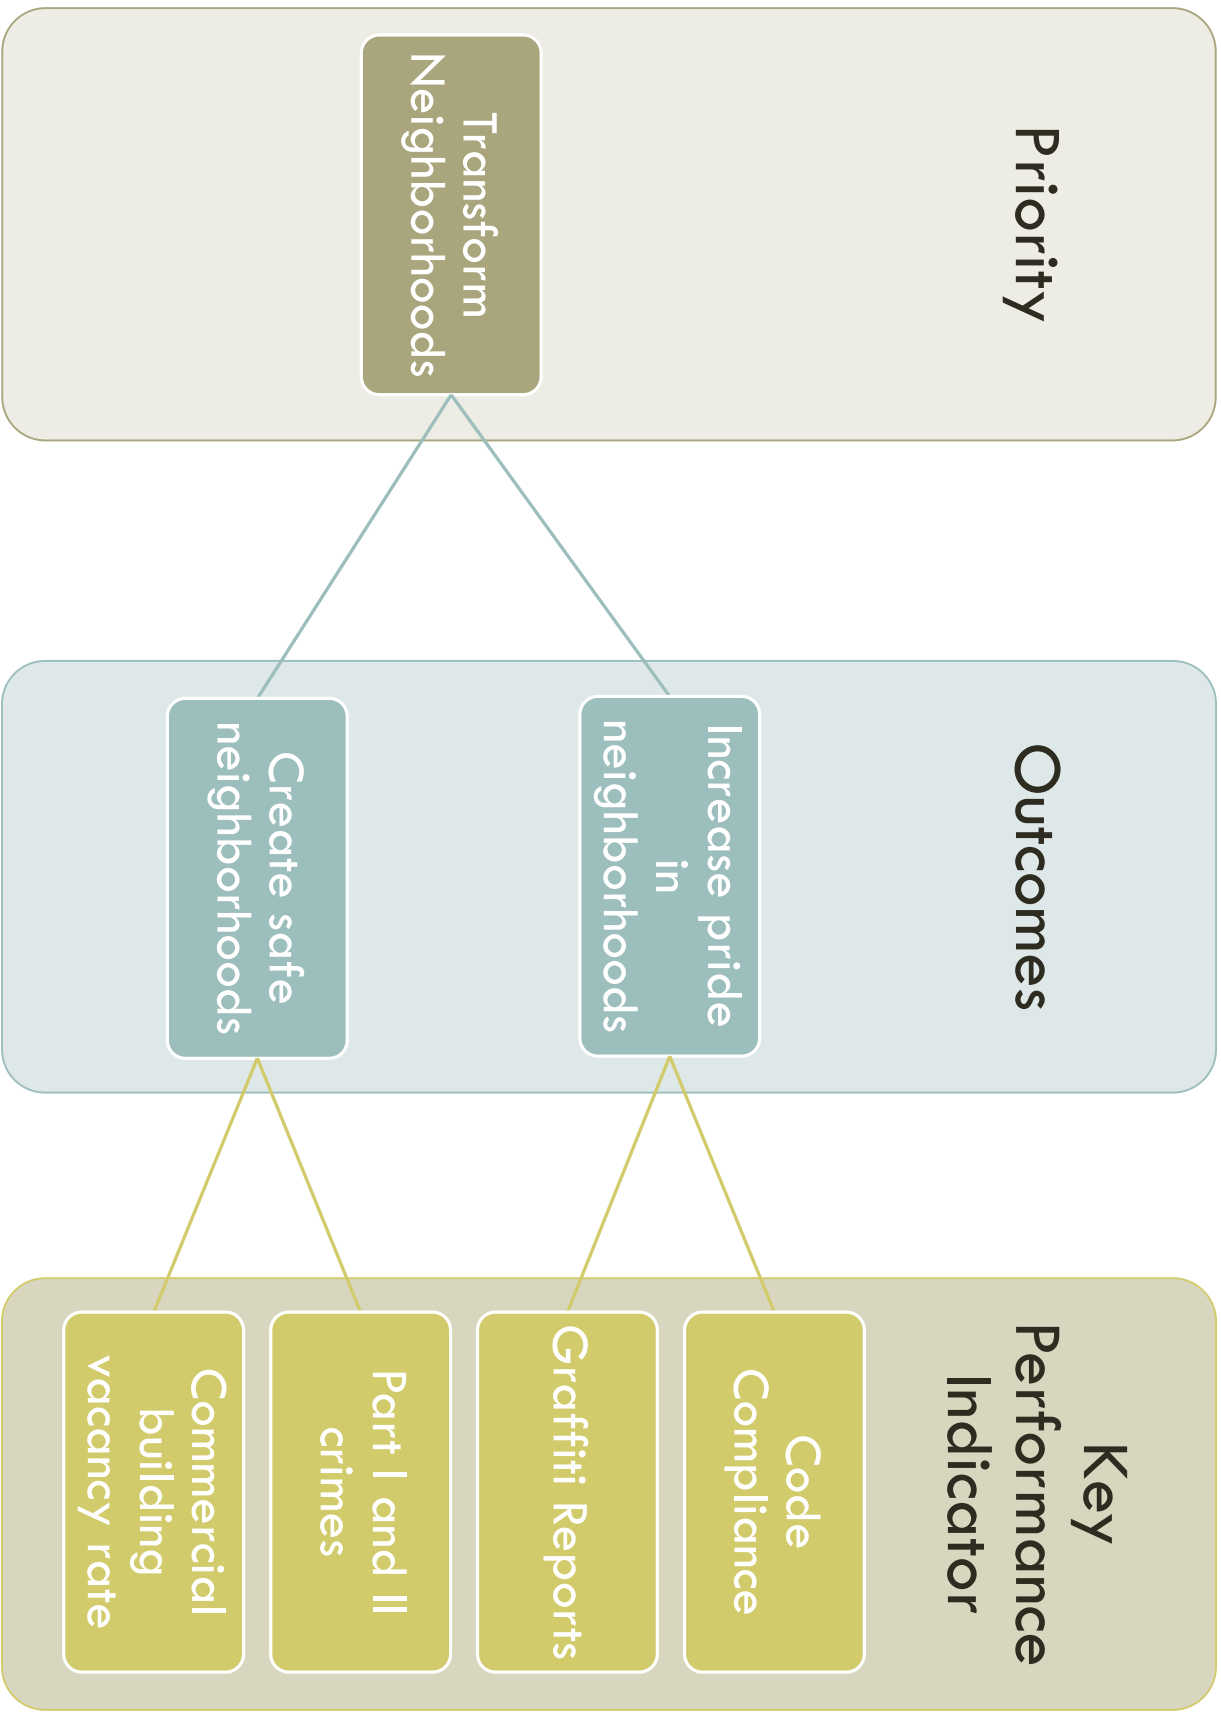 Priority
Transform
Neighborhoods
Outcomes
Increase pride
in
neighborhoods
Create safe
neighborhoods
Key
Performance
Indicator
Code
Compliance
Graffiti Reports
Part I and II
crimes
Commercial
building
vacancy rate